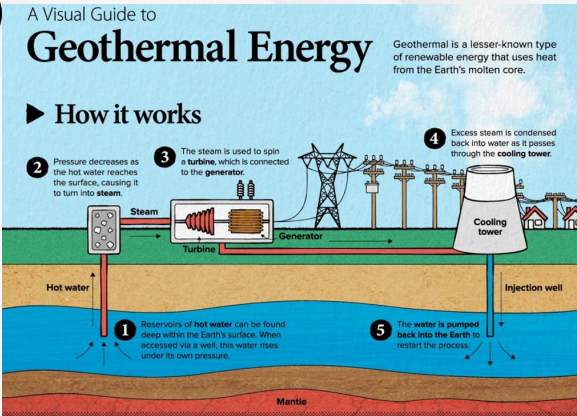 A Visual Guide to
Geothermal Energy
Geothermal is a lesser-known type
of renewable energy that uses heat
from the Earth's molten core.
How it works
2
Pressure decreases as
the hot water reaches
the surface, causing it
to turn into steam.
3
The steam is used to spin
a turbine, which is connected
to the generator.
4
Excess steam is condensed
back into water as it passes
through the cooling tower.
Steam
Turbine
Generator
Cooling
tower
Hot water
Injection well
1
Reservoirs of hot water can be found
deep within the Earth's surface. When
accessed via a well, this water rises
under its own pressure.
5
The water is pumped
back into the Earth to
restart the process.
Mantle